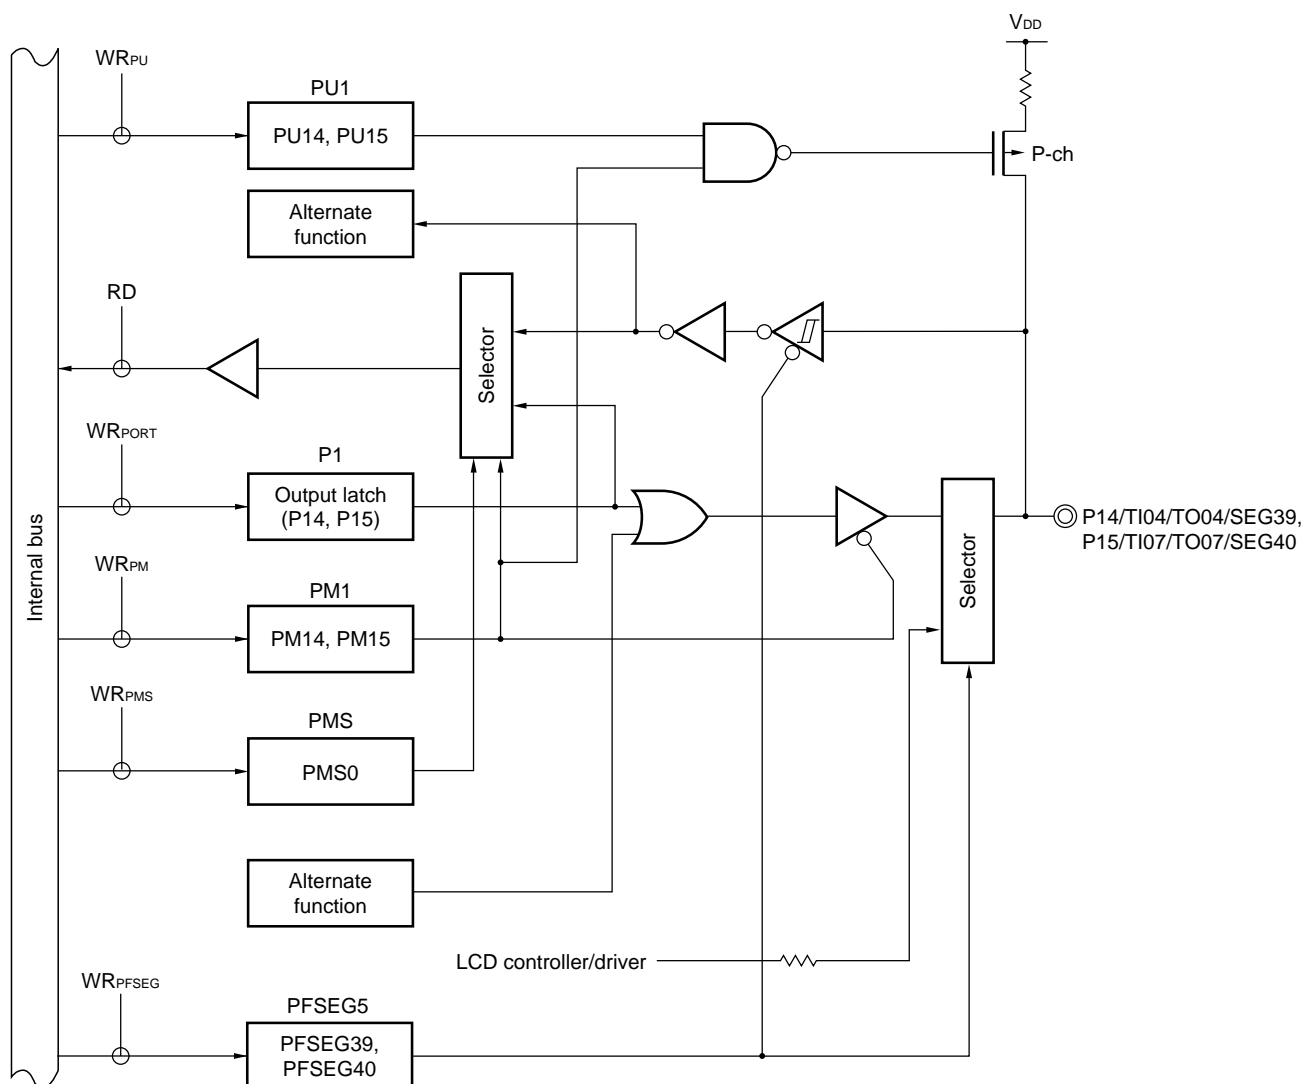 VDD
WRPU
PU1
PU14, PU15
P-ch
Alternate
function
RD
Selector
WRPORT
P1
Output latch
(P14, P15)
P14/TI04/TO04/SEG39,
P15/TI07/TO07/SEG40
Internal bus
WRPM
PM1
PM14, PM15
Selector
WRPMS
PMS
PMS0
Alternate
function
LCD controller/driver
WRPFSEG
PFSEG5
PFSEG39,
PFSEG40